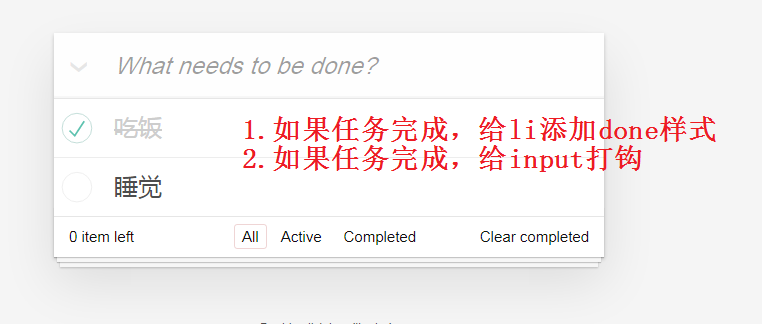 What needs to be done?
吃饭
1.如果任务完成，给li添加done样式
2.如果任务完成，给input打钩
睡觉
0 item left
All
Active
Completed
Clear completed